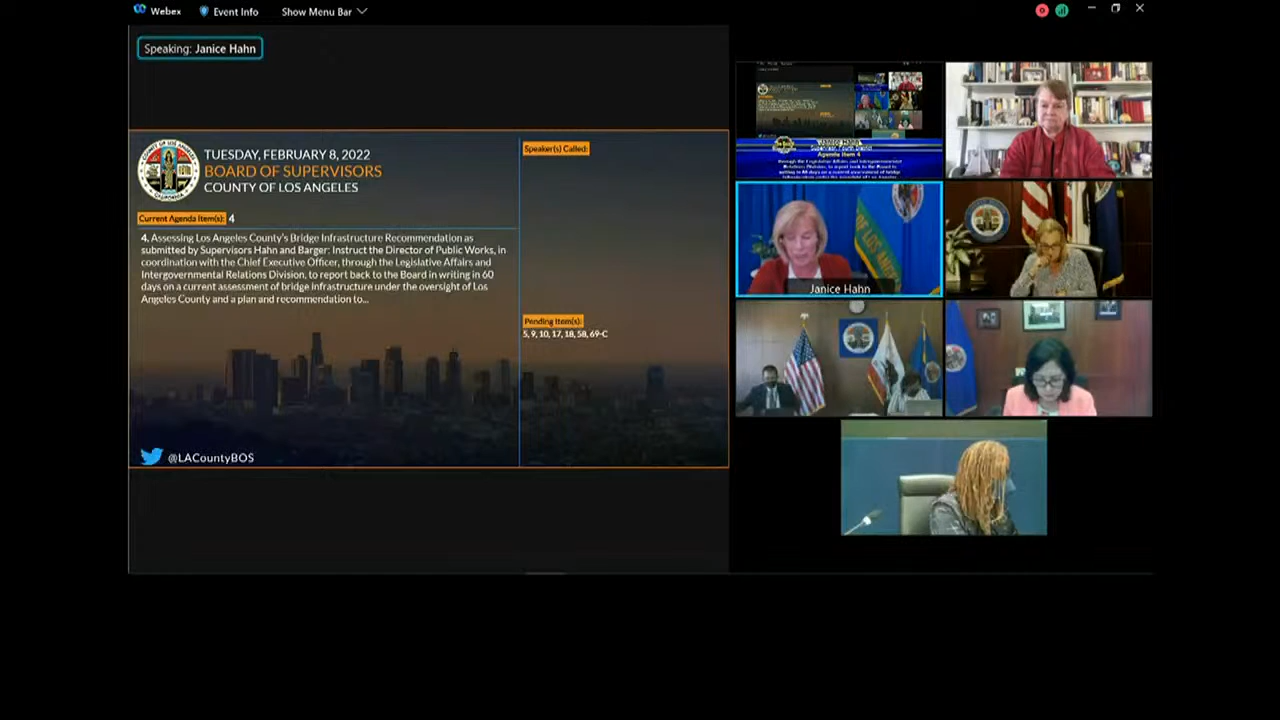 Webex
Event Info
Show Menu Bar
Speaking: Janice Hahn
TUESDAY, FEBRUARY 8, 2022
BOARD OF SUPERVISORS
COUNTY OF LOS ANGELES
Current Agenda Item(s): 4
4. Assessing Los Angeles County's Bridge Infrastructure Recommendation as
submitted by Supervisors Hahn and Barger: Instruct the Director of Public Works, in
coordination with the Chief Executive Officer, through the Legislative Affairs and
Intergovernmental Relations Division, to report back to the Board in writing in 60
days on a current assessment of bridge infrastructure under the oversight of Los
Angeles County and a plan and recommendation to...
@LACountyBOS
Speaker(s) Called:
Pending Item(s):
5, 9, 10, 17, 18, 58, 69-C
Janice Hahn
Agenda Item 4
Janice Hahn